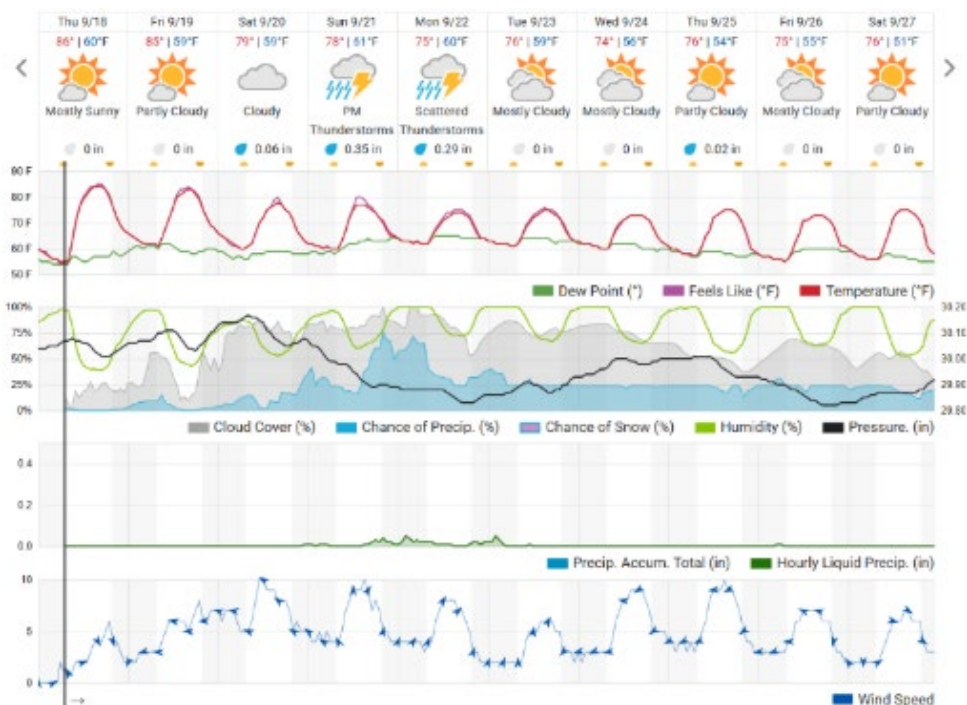 Thu 9/18 Fri 9/19 Sat 9/20 Sun 9/21 Mon 9/22 Tue 9/23 Wed 9/24 Thu 9/25 Fri 9/26 Sat 9/27
86° | 60°F 85° | 59°F 79° | 59°F 78° | 61°F 75° | 60°F 76° | 59°F 74° | 56°F 76° | 54°F 75° | 55°F 76° | 51°F
Mostly Sunny Partly Cloudy Cloudy PM Scattered Mostly Cloudy Mostly Cloudy Partly Cloudy Mostly Cloudy Partly Cloudy
Thunderstorms Thunderstorms
0 in 0 in 0.06 in 0.35 in 0.29 in 0 in 0 in 0.02 in 0 in 0 in
90 F
80 F
70 F
60 F
50 F
Dew Point (°) Feels Like (°F) Temperature (°F)
100% 30.20
75%
50% 30.00
25% 29.90
0% 29.80
Cloud Cover (%) Chance of Precip. (%) Chance of Snow (%) Humidity (%) Pressure. (in)
0.4
0.2
0.0
Precip. Accum. Total (in) Hourly Liquid Precip. (in)
10
5
0
→
Wind Speed